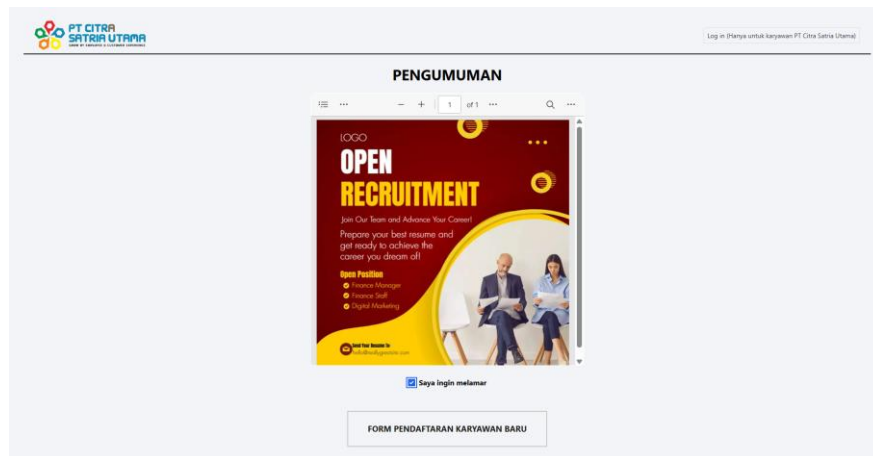 PT CITRA
SATRIA UTAMA
Log in (Hanya untuk karyawan PT Citra Satria Utama)
PENGUMUMAN
1 of 1
LOGO
OPEN
RECRUITMENT
Join Our Team and Advance Your Career!
Prepare your best resume and
get ready to achieve the
career you dream of!
Open Position
Finance Manager
Finance Staff
Digital Marketing
Send Your Resume To
Saya ingin melamar
FORM PENDAFTARAN KARYAWAN BARU